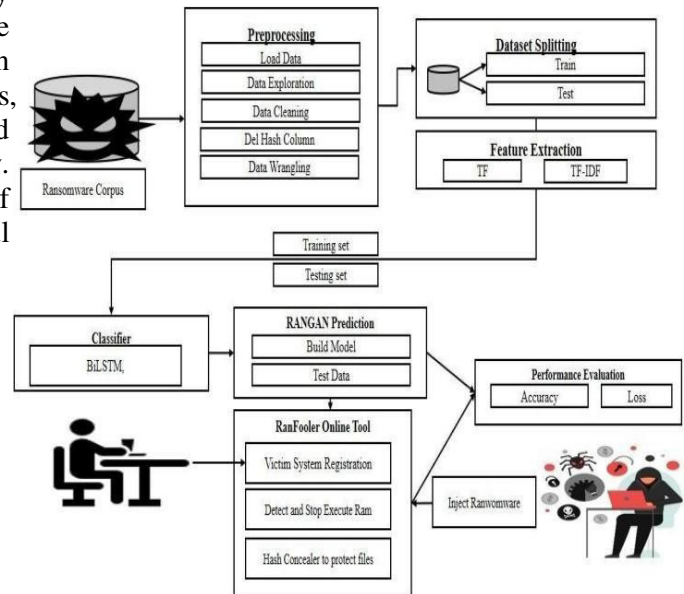 Preprocessing
Load Data
Data Exploration
Data Cleaning
Del Hash Column
Data Wrangling
Ransomware Corpus
Dataset Splitting
Train
Test
Feature Extraction
TF
TF-IDF
Training set
Testing set
Classifier
BiLSTM,
RANGAN Prediction
Build Model
Test Data
Performance Evaluation
Accuracy
Loss
RanFooler Online Tool
Victim System Registration
Detect and Stop Execute Ram
Hash Concealer to protect files
Inject Ranwomware